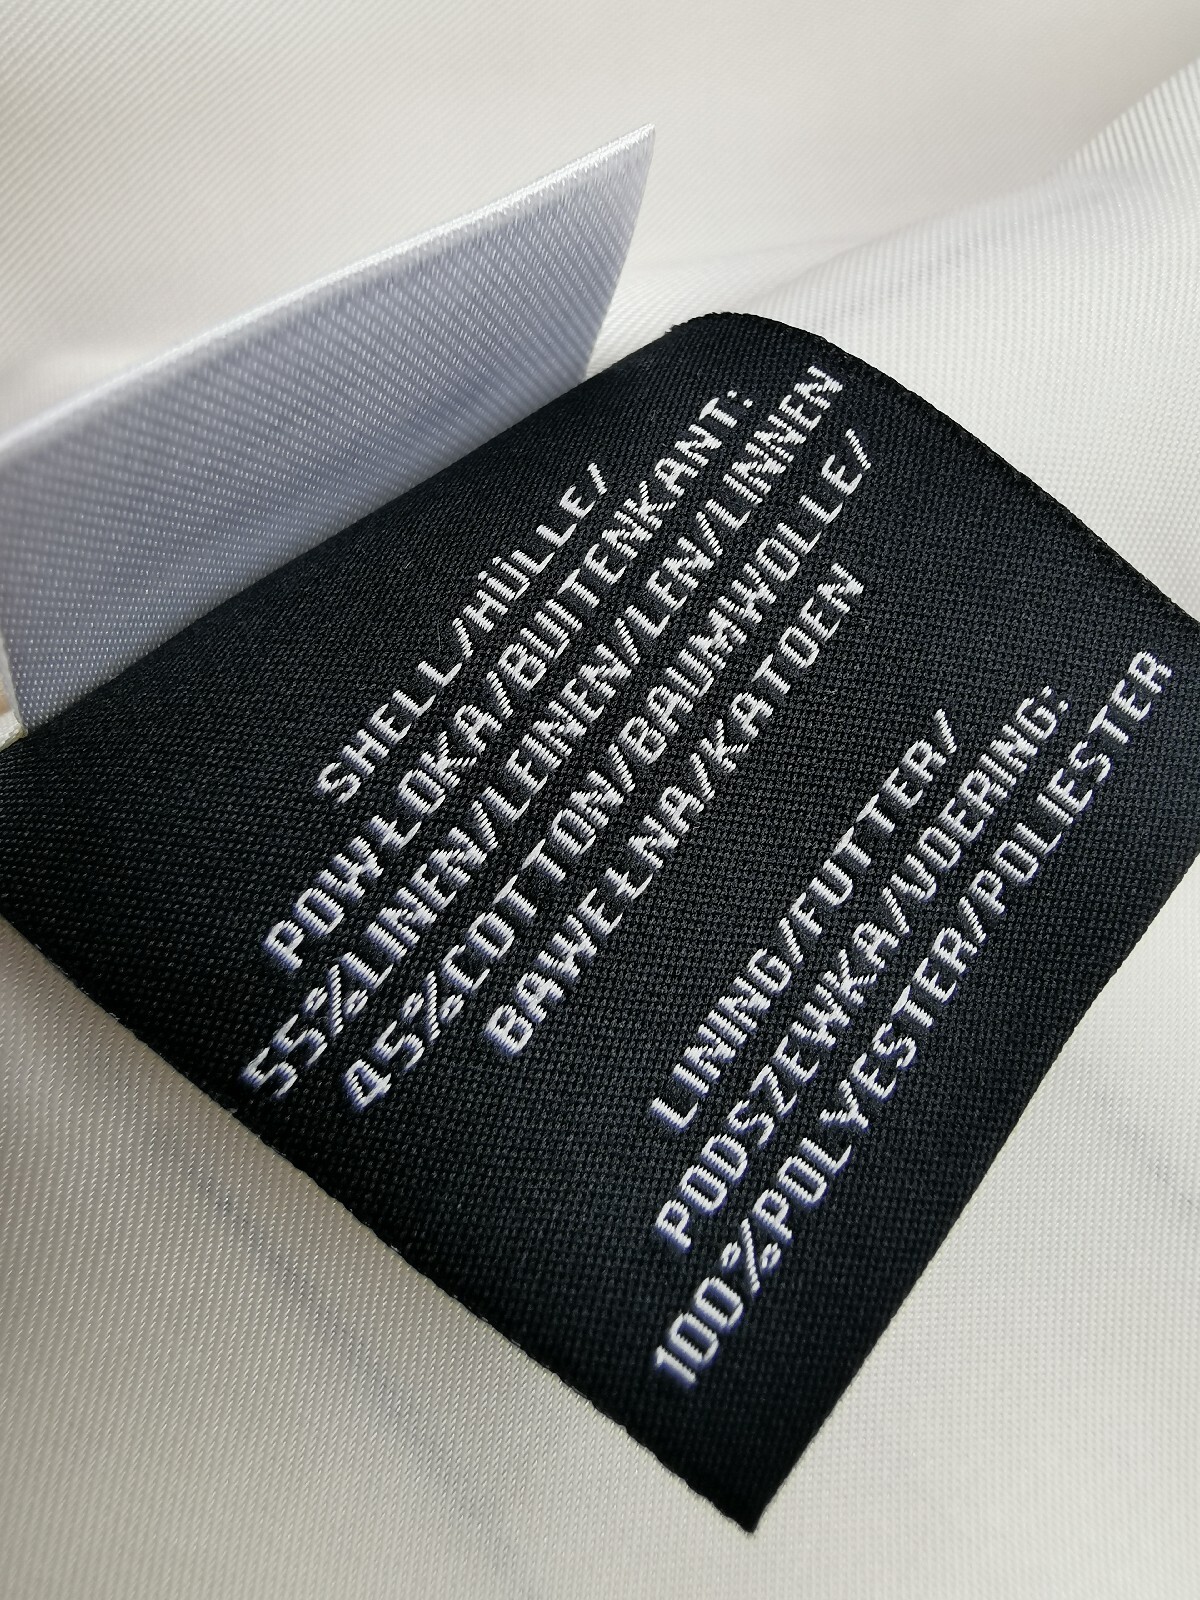 SHELL/HÜLLE/
POWŁOKA/BUITENKANT:
55%LINEN/LEINEN/LEN/LINNEN
45%COTTON/BAUMWOLLE/
BAWEŁNA/KATOEN
LINING/FUTTER/
PODSZEWKA/VOERING:
100%POLYESTER/POLIESTER